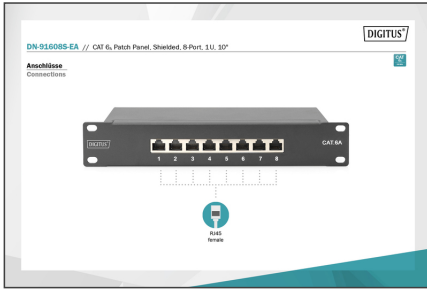 DIGITUS®
DN-91608S-EA // CAT 6A Patch Panel, Shielded, 8-Port, 1U, 10"
CAT
Anschlüsse
Connections
DIGITUS®
CAT 6A
1 2 3 4 5 6 7 8
RJ45
female